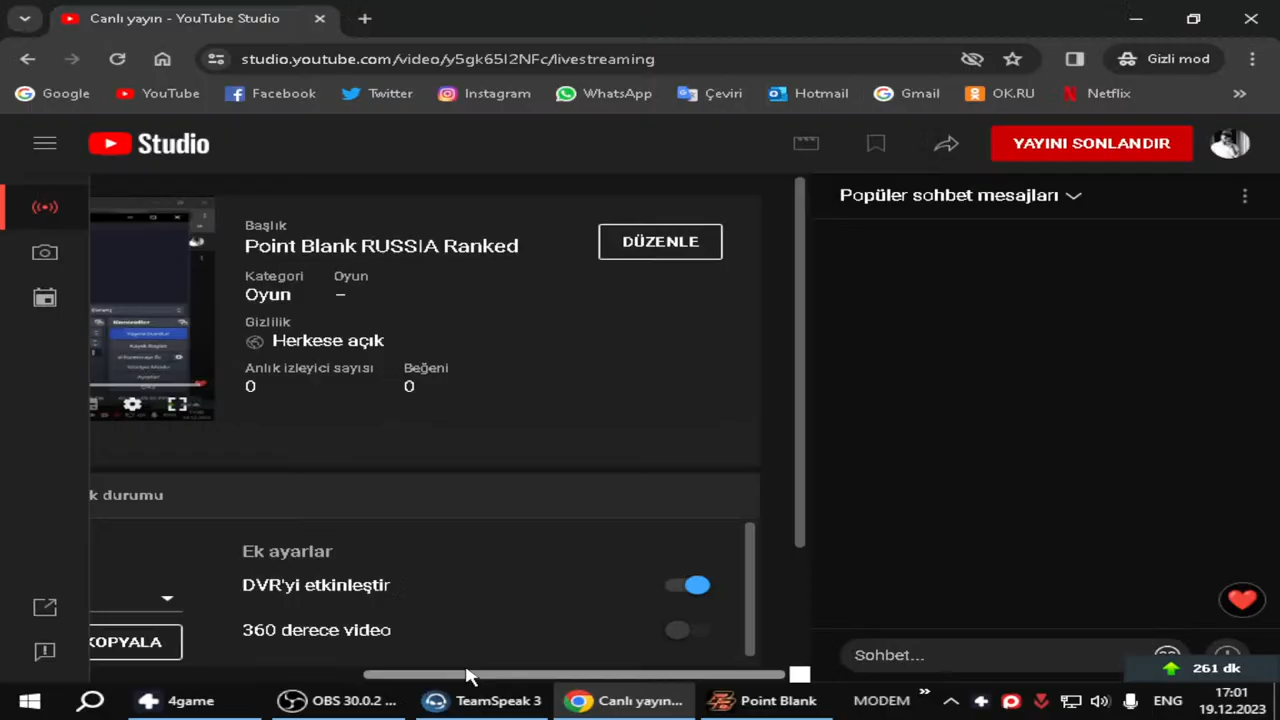 Canlı yayın - YouTube Studio
studio.youtube.com/video/y5gk65I2NFc/livestreaming
Gizli mod
Google YouTube Facebook Twitter Instagram WhatsApp Çeviri Hotmail Gmail OK.RU Netflix
Studio
YAYINI SONLANDIR
Popüler sohbet mesajları
Başlık
Point Blank RUSSIA Ranked
DÜZENLE
Kategori Oyun
Oyun –
Gizlilik
Herkese açık
Anlık izleyici sayısı Beğeni
0 0
k durumu
Ek ayarlar
DVR'yi etkinleştir
360 derece video
KOPYALA
Sohbet...
261 dk
4game OBS 30.0.2 ... TeamSpeak 3 Canlı yayın... Point Blank MODEM ENG
17:01
19.12.2023